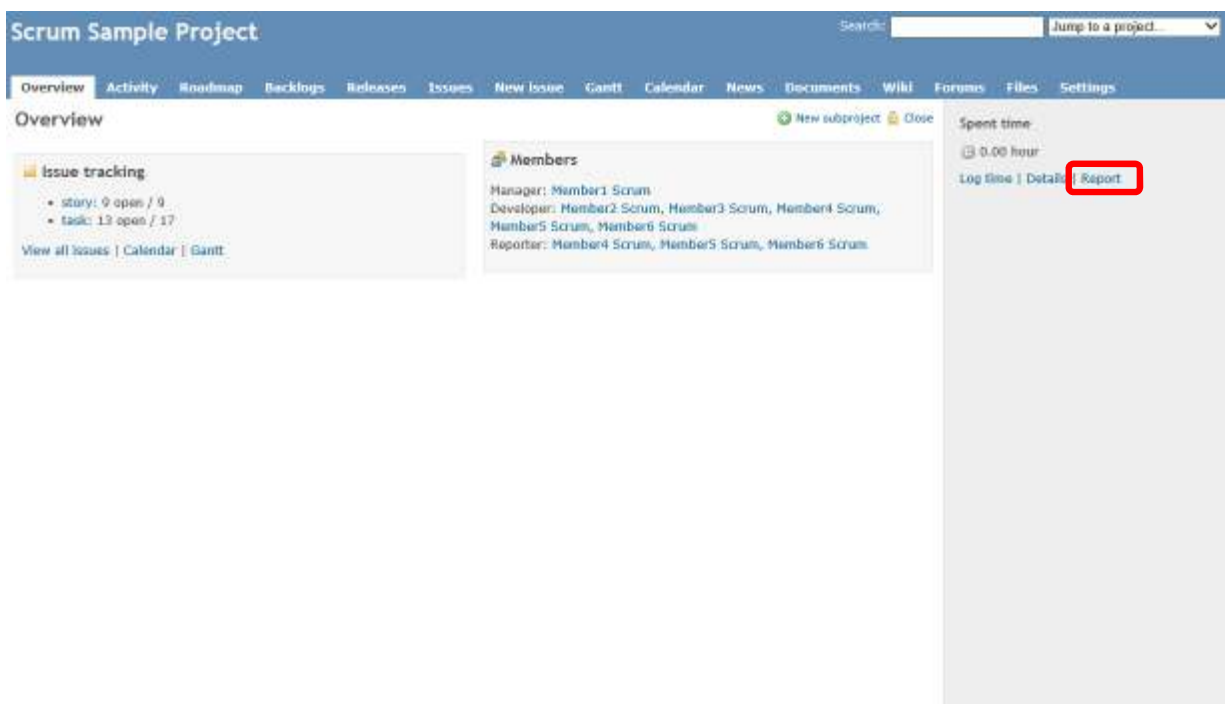 Scrum Sample Project
Search:
Jump to a project...
Overview Activity Roadmap Backlogs Releases Issues New issue Gantt Calendar News Documents Wiki Forums Files Settings
Overview
New subproject Close
Issue tracking
story: 9 open / 9
task: 13 open / 17
View all issues | Calendar | Gantt
Members
Manager: Member1 Scrum
Developer: Member2 Scrum, Member3 Scrum, Member4 Scrum,
Member5 Scrum, Member6 Scrum
Reporter: Member4 Scrum, Member5 Scrum, Member6 Scrum
Spent time
0.00 hour
Log time | Details | Report